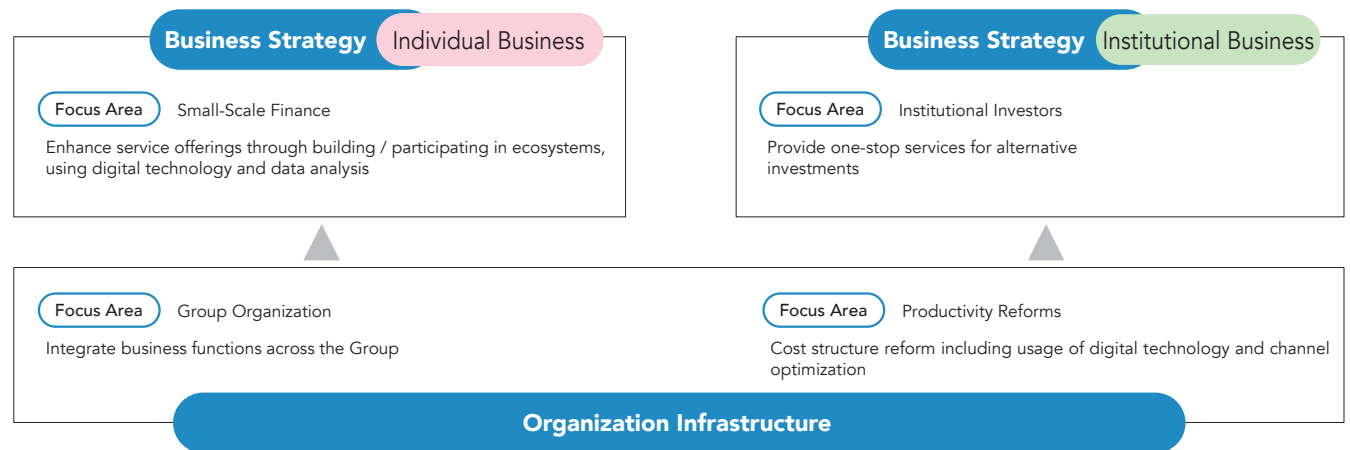 Business Strategy Individual Business
Focus Area Small-Scale Finance
Enhance service offerings through building / participating in ecosystems,
using digital technology and data analysis
Business Strategy Institutional Business
Focus Area Institutional Investors
Provide one-stop services for alternative
investments
Focus Area Group Organization
Integrate business functions across the Group
Focus Area Productivity Reforms
Cost structure reform including usage of digital technology and channel
optimization
Organization Infrastructure